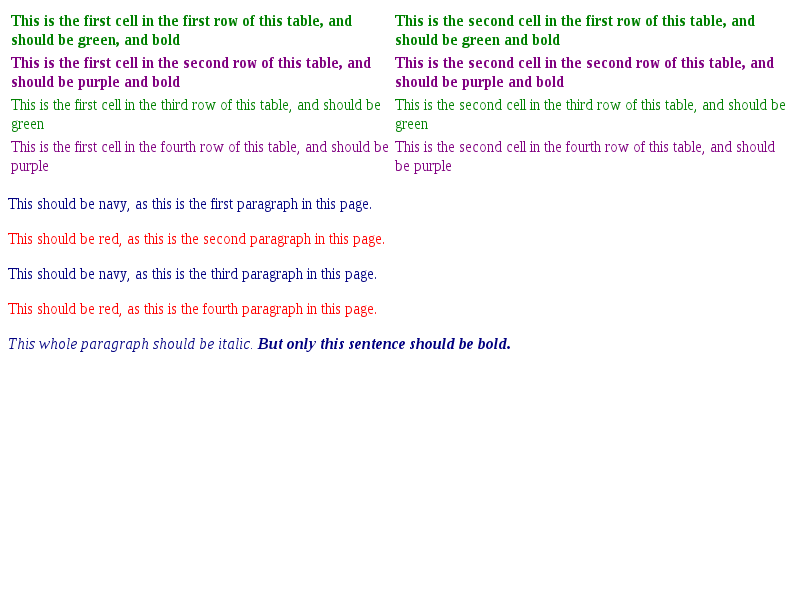 This is the first cell in the first row of this table, and
should be green, and bold
This is the second cell in the first row of this table, and
should be green and bold
This is the first cell in the second row of this table, and
should be purple and bold
This is the second cell in the second row of this table, and
should be purple and bold
This is the first cell in the third row of this table, and should be
green
This is the second cell in the third row of this table, and should be
green
This is the first cell in the fourth row of this table, and should be
purple
This is the second cell in the fourth row of this table, and should
be purple
This should be navy, as this is the first paragraph in this page.
This should be red, as this is the second paragraph in this page.
This should be navy, as this is the third paragraph in this page.
This should be red, as this is the fourth paragraph in this page.
This whole paragraph should be italic. But only this sentence should be bold.